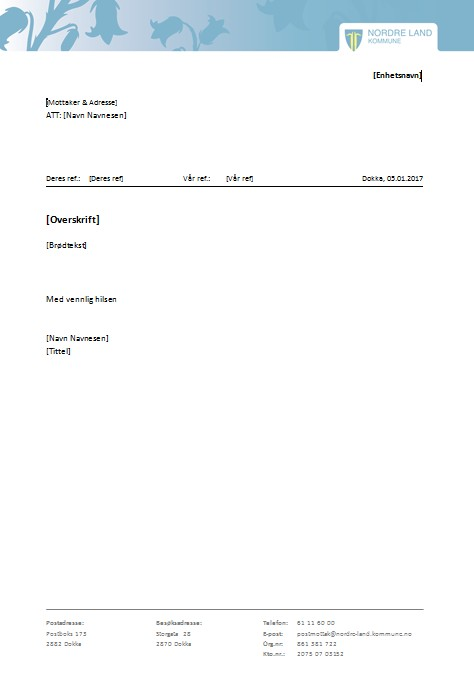 NORDRE LAND
KOMMUNE
[Enhetsnavn]
[Mottaker & Adresse]
ATT: [Navn Navnesen]
Deres ref.: [Deres ref] Vår ref.: [Vår ref] Dokka, 05.01.2017
[Overskrift]
[Brødtekst]
Med vennlig hilsen
[Navn Navnesen]
[Tittel]
Postadresse: Besøksadresse: Telefon: 61 11 60 00
Postboks 173 Storgata 28 E-post: postmottak@nordre-land.kommune.no
2882 Dokka 2870 Dokka Org.nr: 861 381 722
Kto.nr.: 2075 07 03152